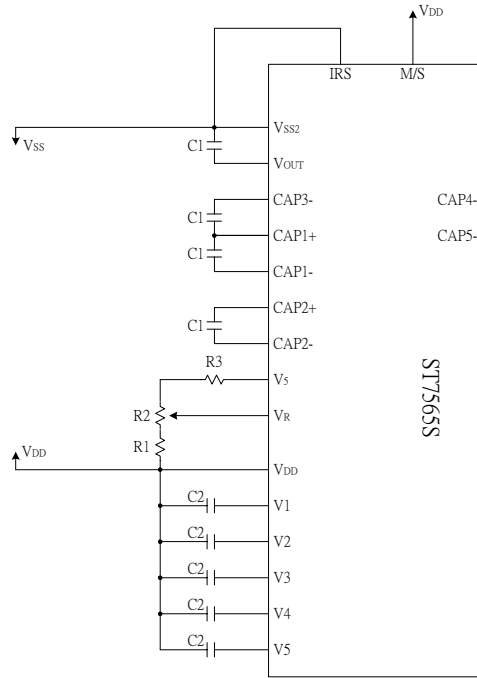 VDD
IRS M/S
VSS
C1
VSS2
VOUT
CAP3- CAP4-
C1
CAP1+ CAP5-
C1
CAP1-
CAP2+
C1
CAP2-
R3
V5
R2
VR
R1
VDD
VDD
C2
V1
C2
V2
C2
V3
C2
V4
C2
V5
ST7565S